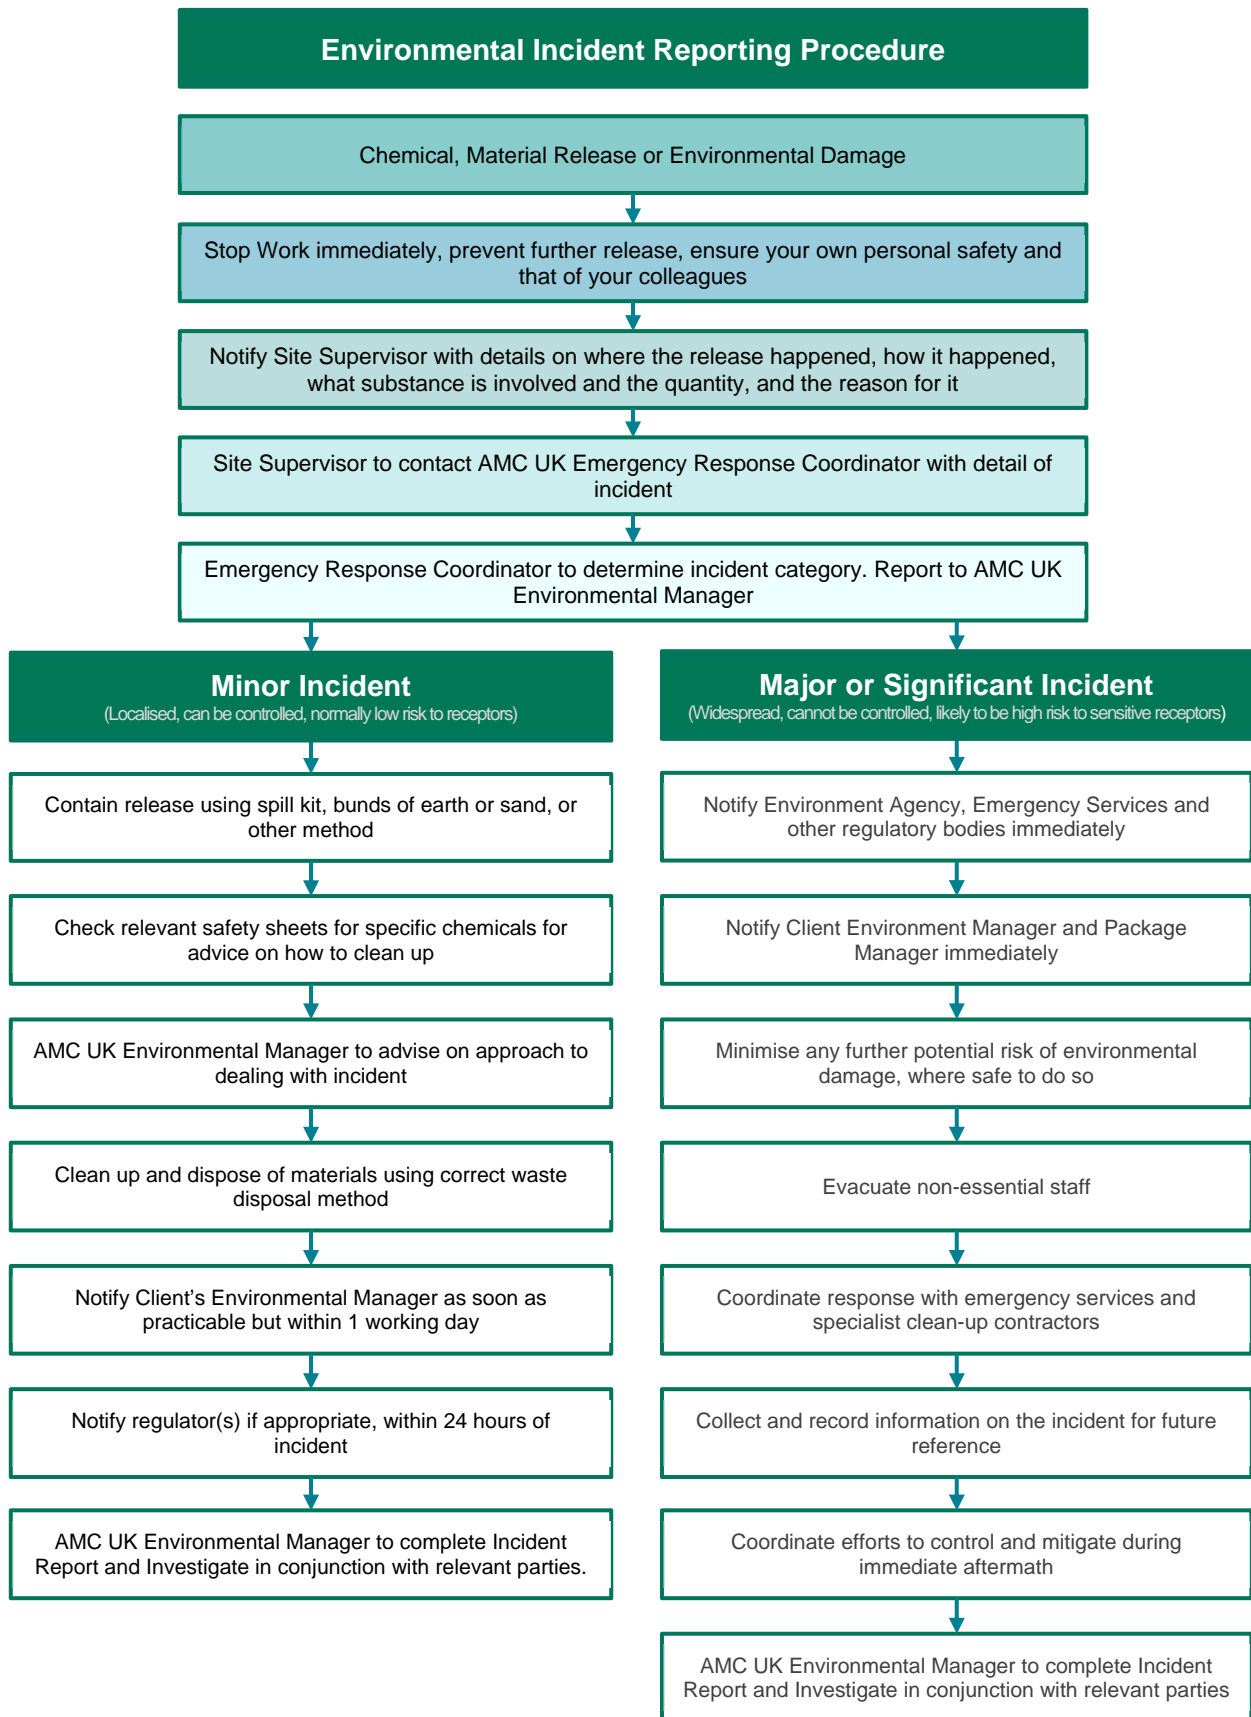 Environmental Incident Reporting Procedure
Chemical, Material Release or Environmental Damage
Stop Work immediately, prevent further release, ensure your own personal safety and
that of your colleagues
Notify Site Supervisor with details on where the release happened, how it happened,
what substance is involved and the quantity, and the reason for it
Site Supervisor to contact AMC UK Emergency Response Coordinator with detail of
incident
Emergency Response Coordinator to determine incident category. Report to AMC UK
Environmental Manager
Minor Incident
(Localised, can be controlled, normally low risk to receptors)
Contain release using spill kit, bunds of earth or sand, or
other method
Check relevant safety sheets for specific chemicals for
advice on how to clean up
AMC UK Environmental Manager to advise on approach to
dealing with incident
Clean up and dispose of materials using correct waste
disposal method
Notify Client's Environmental Manager as soon as
practicable but within 1 working day
Notify regulator(s) if appropriate, within 24 hours of
incident
AMC UK Environmental Manager to complete Incident
Report and Investigate in conjunction with relevant parties.
Major or Significant Incident
(Widespread, cannot be controlled, likely to be high risk to sensitive receptors)
Notify Environment Agency, Emergency Services and
other regulatory bodies immediately
Notify Client Environment Manager and Package
Manager immediately
Minimise any further potential risk of environmental
damage, where safe to do so
Evacuate non-essential staff
Coordinate response with emergency services and
specialist clean-up contractors
Collect and record information on the incident for future
reference
Coordinate efforts to control and mitigate during
immediate aftermath
AMC UK Environmental Manager to complete Incident
Report and Investigate in conjunction with relevant parties